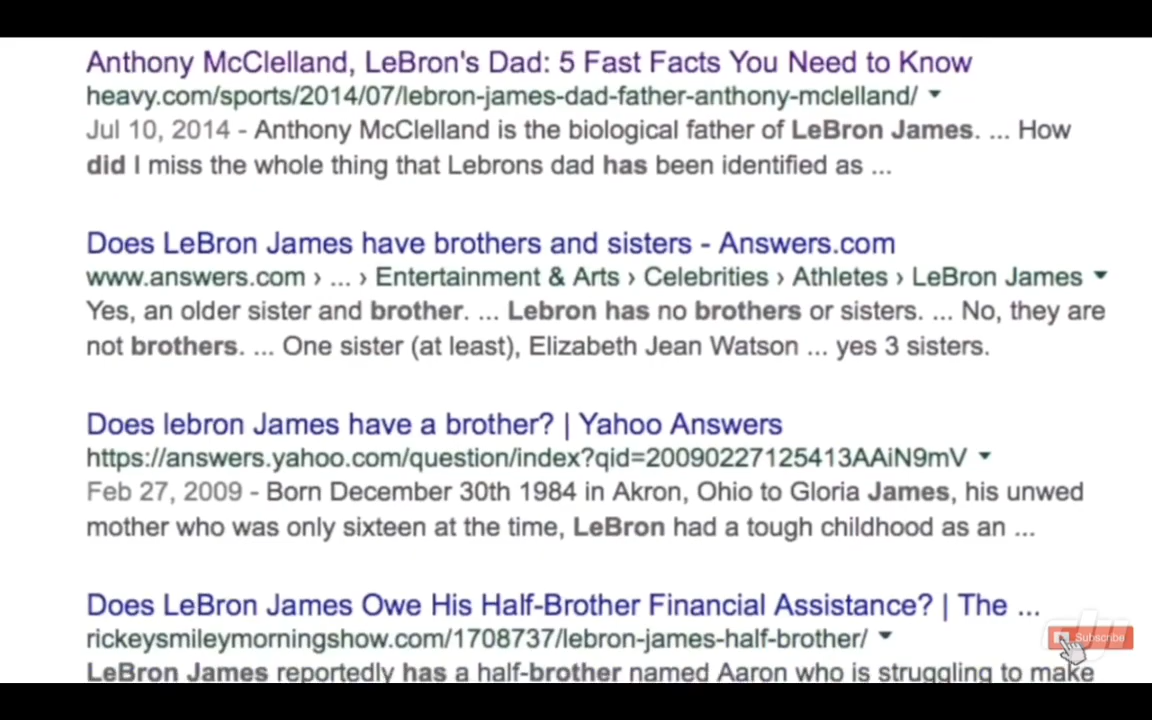 Anthony McClelland, LeBron's Dad: 5 Fast Facts You Need to Know
heavy.com/sports/2014/07/lebron-james-dad-father-anthony-mclelland/
Jul 10, 2014 - Anthony McClelland is the biological father of LeBron James. ... How
did I miss the whole thing that Lebrons dad has been identified as ...
Does LeBron James have brothers and sisters - Answers.com
www.answers.com › ... › Entertainment & Arts › Celebrities › Athletes › LeBron James
Yes, an older sister and brother. ... Lebron has no brothers or sisters. ... No, they are
not brothers. ... One sister (at least), Elizabeth Jean Watson ... yes 3 sisters.
Does lebron James have a brother? | Yahoo Answers
https://answers.yahoo.com/question/index?qid=20090227125413AAiN9mV
Feb 27, 2009 - Born December 30th 1984 in Akron, Ohio to Gloria James, his unwed
mother who was only sixteen at the time, LeBron had a tough childhood as an ...
Does LeBron James Owe His Half-Brother Financial Assistance? | The ...
rickeysmileymorningshow.com/1708737/lebron-james-half-brother/
Subscribe
LeBron James reportedly has a half-brother named Aaron who is struggling to make